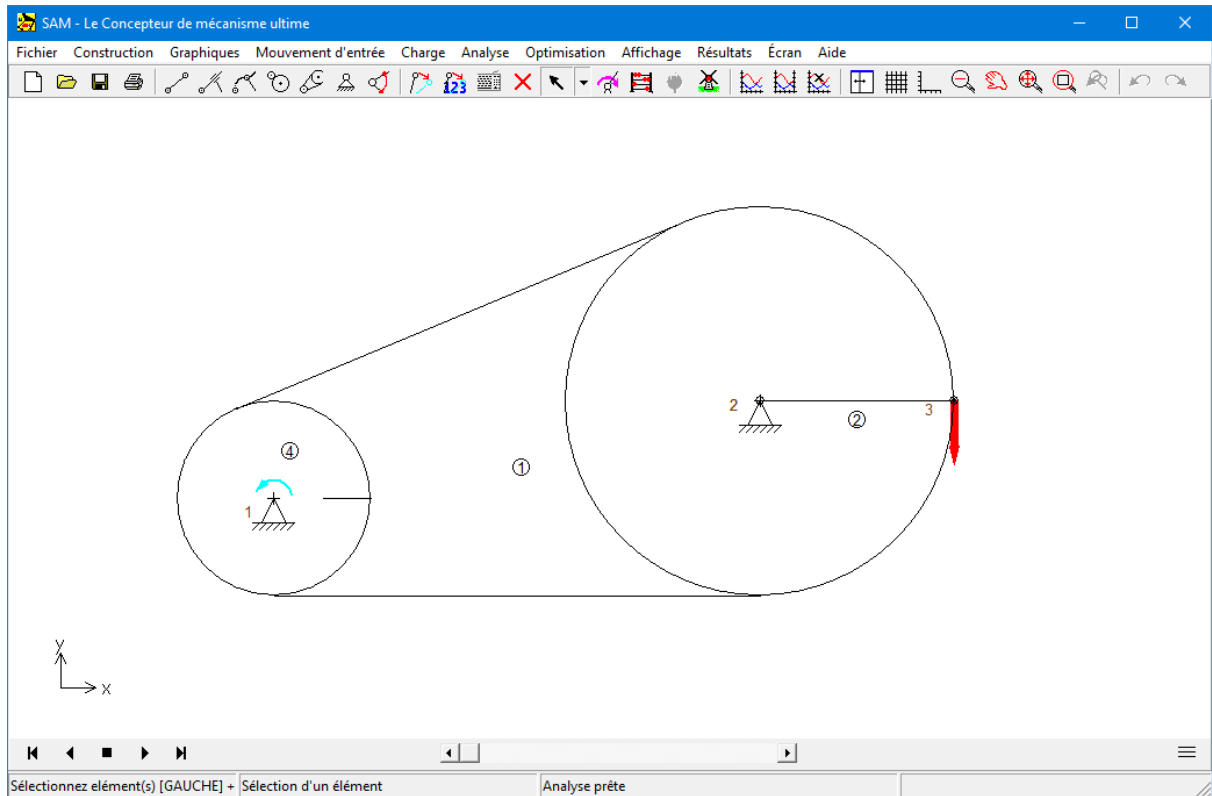 SAM - Le Concepteur de mécanisme ultime
Fichier Construction Graphiques Mouvement d'entrée Charge Analyse Optimisation Affichage Résultats Écran Aide
123
4
1
1
2
2
3
y
x
Sélectionnez elément(s) [GAUCHE] + Sélection d'un élément Analyse prête